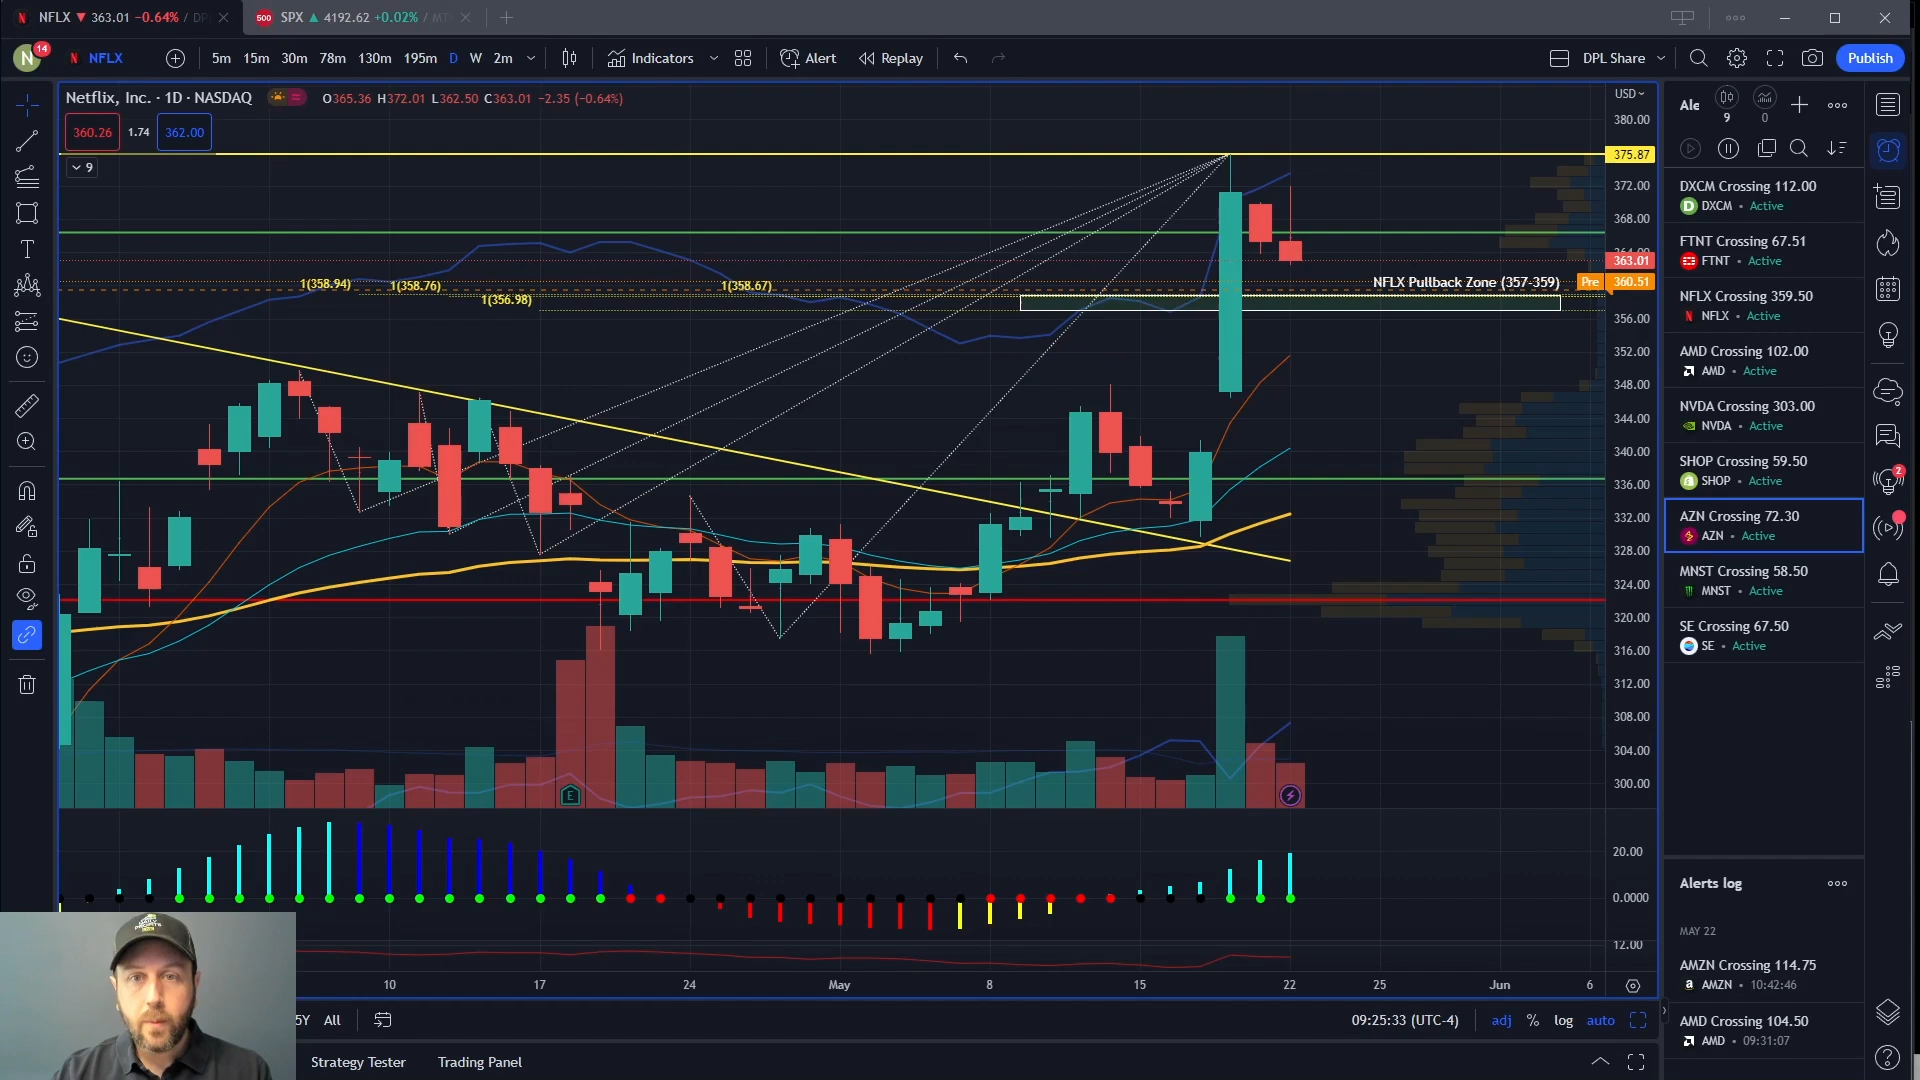 NFLX ▼ 363.01 −0.64% / DP
500 SPX ▲ 4192.62 +0.02% / MT
N 14
NFLX
5m 15m 30m 78m 130m 195m D W 2m
Indicators
Alert
Replay
DPL Share
Publish
Netflix, Inc. · 1D · NASDAQ
O365.36 H372.01 L362.50 C363.01 −2.35 (−0.64%)
360.26 1.74 362.00
9
USD
380.00
375.87
372.00
368.00
364.00
363.01
Pre 360.51
356.00
352.00
348.00
344.00
340.00
336.00
332.00
328.00
324.00
320.00
316.00
312.00
308.00
304.00
300.00
20.00
0.0000
12.00
1(358.94)
1(358.76)
1(356.98)
1(358.67)
NFLX Pullback Zone (357-359)
E
10 17 24 May 8 15 22 25 Jun 6
5Y All
09:25:33 (UTC-4)
adj % log auto
Strategy Tester
Trading Panel
Ale
9
0
DXCM Crossing 112.00
DXCM • Active
FTNT Crossing 67.51
FTNT • Active
NFLX Crossing 359.50
NFLX • Active
AMD Crossing 102.00
AMD • Active
NVDA Crossing 303.00
NVDA • Active
SHOP Crossing 59.50
SHOP • Active
AZN Crossing 72.30
AZN • Active
MNST Crossing 58.50
MNST • Active
SE Crossing 67.50
SE • Active
2
Alerts log
MAY 22
AMZN Crossing 114.75
AMZN • 10:42:46
AMD Crossing 104.50
AMD • 09:31:07